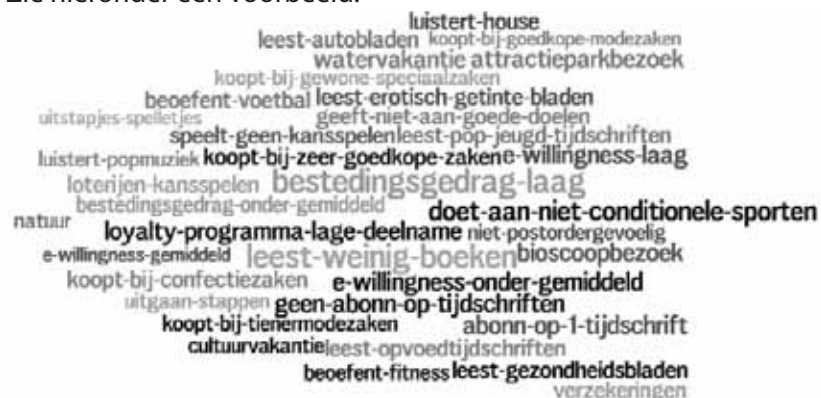 Zie hieronder een voorbeeld.
luistert-house
leest-autobladen koopt-bij-goedkope-modezaken
watervakantie attractieparkbezoek
koopt-bij-gewone-speciaalzaken
beoefent-voetbal leest-erotisch-getinte-bladen
uitstapjes-spelletjes geeft-niet-aan-goede-doelen
speelt-geen-kansspelen leest-pop-jeugd-tijdschriften
luistert-popmuziek koopt-bij-zeer-goedkope-zaken e-willingness-laag
loterijen-kansspelen bestedingsgedrag-laag
bestedingsgedrag-onder-gemiddeld doet-aan-niet-conditionele-sporten
natuur loyalty-programma-lage-deelname niet-postordergevoelig
e-willingness-gemiddeld leest-weinig-boeken bioscoopbezoek
koopt-bij-confectiezaken e-willingness-onder-gemiddeld
uitgaan-stappen geen-abonn-op-tijdschriften
koopt-bij-tienermodezaken abonn-op-1-tijdschrift
cultuurvakantie leest-opvoedtijdschriften
beoefent-fitness leest-gezondheidsbladen
verzekeringen